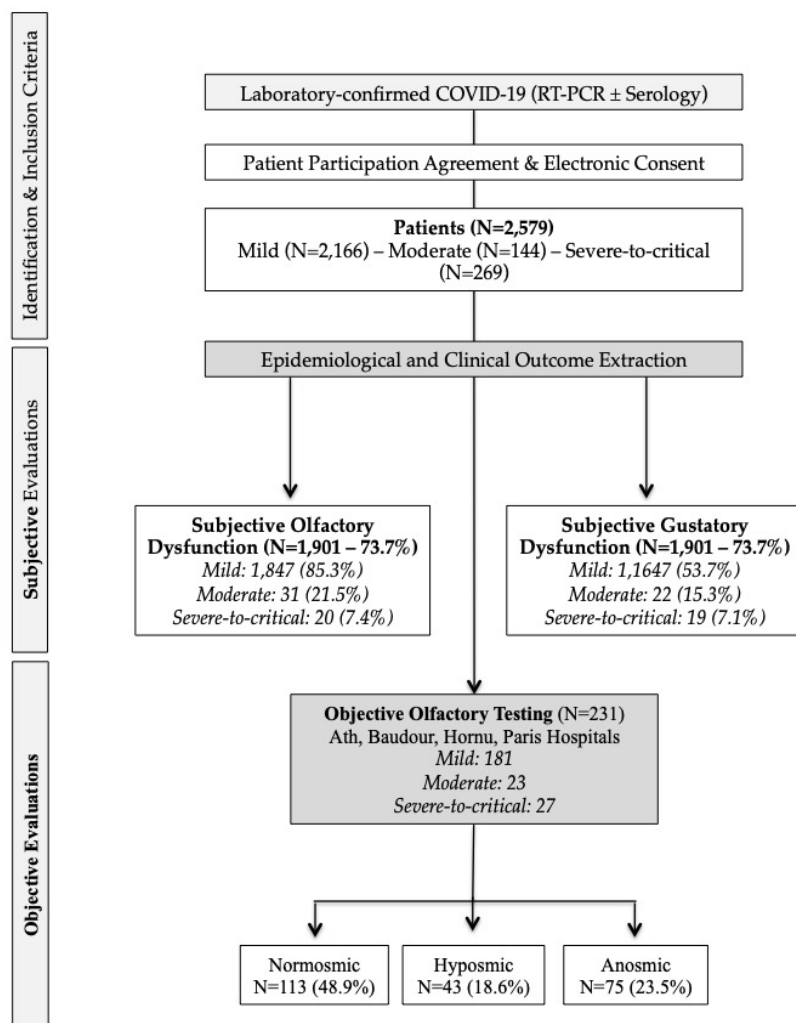 Identification & Inclusion Criteria
Laboratory-confirmed COVID-19 (RT-PCR ± Serology)
Patient Participation Agreement & Electronic Consent
Patients (N=2,579)
Mild (N=2,166) – Moderate (N=144) – Severe-to-critical
(N=269)
Epidemiological and Clinical Outcome Extraction
Subjective Evaluations
Subjective Olfactory
Dysfunction (N=1,901 – 73.7%)
Mild: 1,847 (85.3%)
Moderate: 31 (21.5%)
Severe-to-critical: 20 (7.4%)
Subjective Gustatory
Dysfunction (N=1,901 – 73.7%)
Mild: 1,1647 (53.7%)
Moderate: 22 (15.3%)
Severe-to-critical: 19 (7.1%)
Objective Evaluations
Objective Olfactory Testing (N=231)
Ath, Baudour, Hornu, Paris Hospitals
Mild: 181
Moderate: 23
Severe-to-critical: 27
Normosmic
N=113 (48.9%)
Hyposmic
N=43 (18.6%)
Anosmic
N=75 (23.5%)